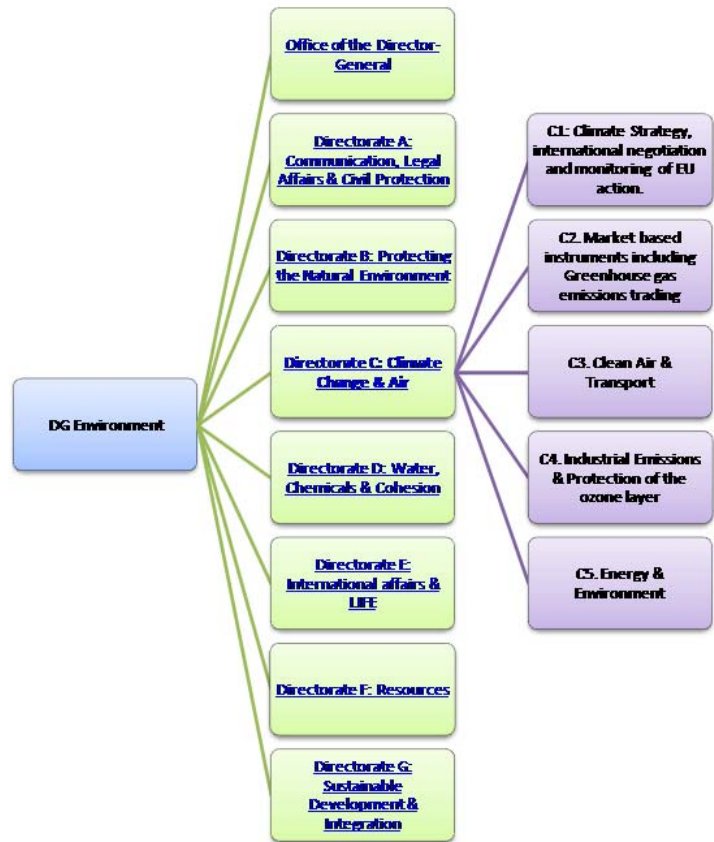 DG Environment
Office of the Director-
General
Directorate A:
Communication, Legal
Affairs & Civil Protection
Directorate B: Protecting
the Natural Environment
Directorate C: Climate
Change & Air
Directorate D: Water,
Chemicals & Cohesion
Directorate E:
International affairs &
LIFE
Directorate F: Resources
Directorate G:
Sustainable
Development &
Integration
C1: Climate Strategy,
international negotiation
and monitoring of EU
action.
C2. Market based
instruments including
Greenhouse gas
emissions trading
C3. Clean Air &
Transport
C4. Industrial Emissions
& Protection of the
ozone layer
C5. Energy &
Environment